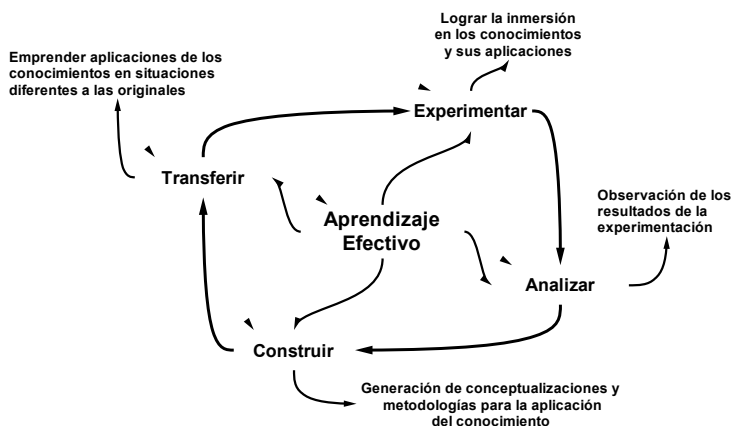 Lograr la inmersión
en los conocimientos
y sus aplicaciones
Emprender aplicaciones de los
conocimientos en situaciones
diferentes a las originales
Experimentar
Transferir
Aprendizaje
Efectivo
Observación de los
resultados de la
experimentación
Analizar
Construir
Generación de conceptualizaciones y
metodologías para la aplicación
del conocimiento